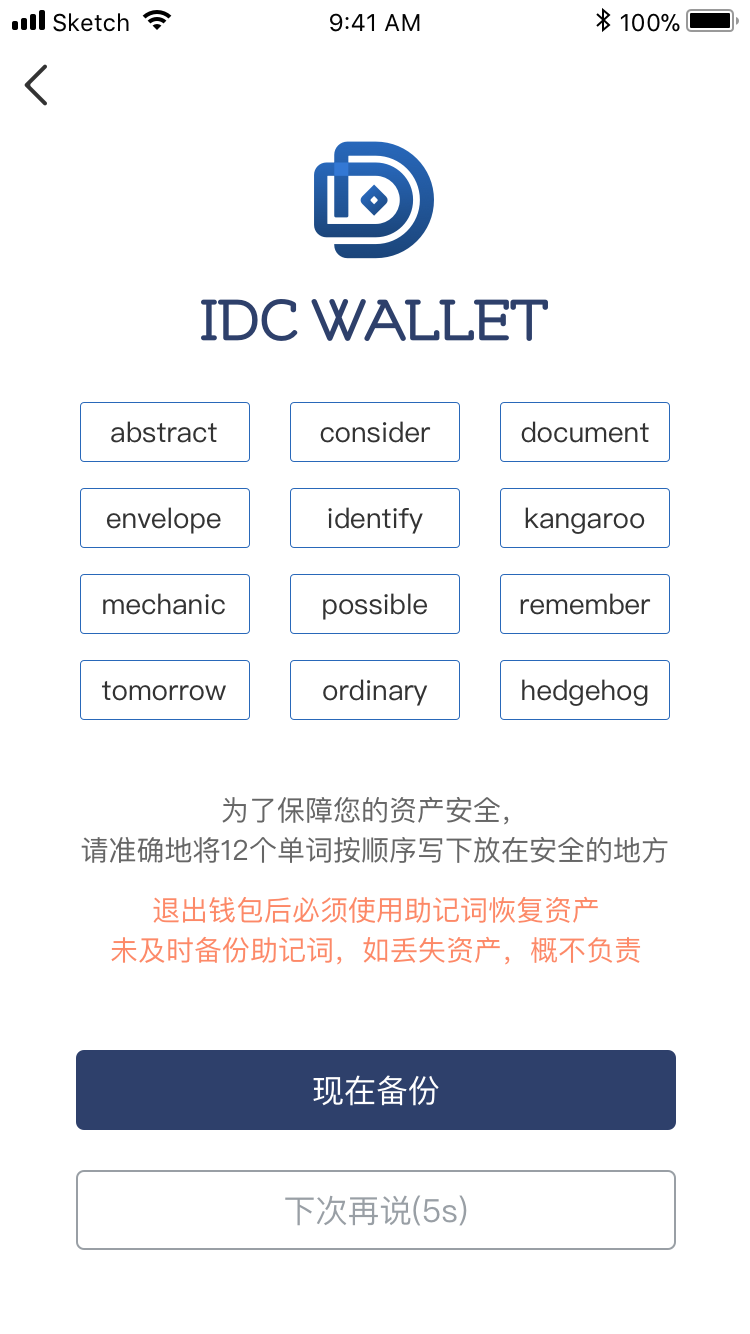 Sketch 9:41 AM 100%
IDC WALLET
abstract consider document
envelope identify kangaroo
mechanic possible remember
tomorrow ordinary hedgehog
为了保障您的资产安全，
请准确地将12个单词按顺序写下放在安全的地方
退出钱包后必须使用助记词恢复资产
未及时备份助记词，如丢失资产，概不负责
现在备份
下次再说(5s)